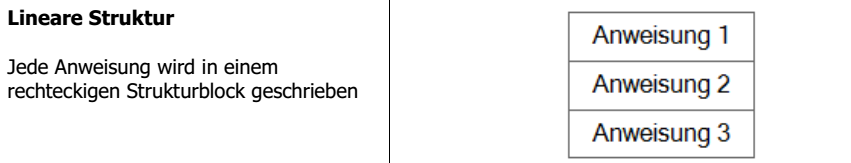 Lineare Struktur
Jede Anweisung wird in einem
rechteckigen Strukturblock geschrieben
Anweisung 1
Anweisung 2
Anweisung 3